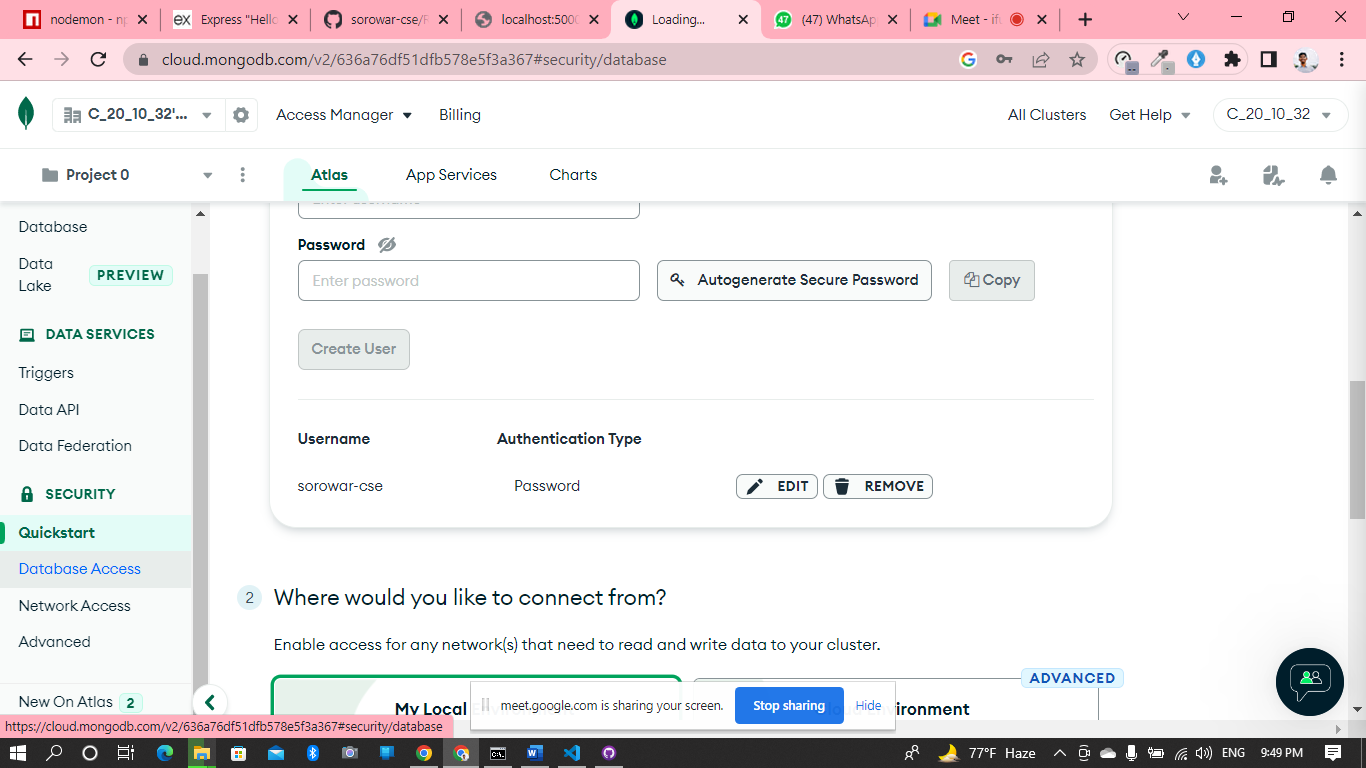 nodemon - np
Express "Hello
sorowar-cse/F
localhost:5000
Loading...
47
(47) WhatsAp
Meet - ifu
cloud.mongodb.com/v2/636a76df51dfb578e5f3a367#security/database
C_20_10_32'...
Access Manager
Billing
All Clusters
Get Help
C_20_10_32
Project 0
Atlas
App Services
Charts
Database
Data Lake
PREVIEW
DATA SERVICES
Triggers
Data API
Data Federation
SECURITY
Quickstart
Database Access
Network Access
Advanced
New On Atlas 2
Password
Enter password
Autogenerate Secure Password
Copy
Create User
Username
Authentication Type
sorowar-cse
Password
EDIT
REMOVE
2
Where would you like to connect from?
Enable access for any network(s) that need to read and write data to your cluster.
ADVANCED
My Local
meet.google.com is sharing your screen.
Stop sharing
Hide
https://cloud.mongodb.com/v2/636a76df51dfb578e5f3a367#security/database
77°F Haze
ENG
9:49 PM